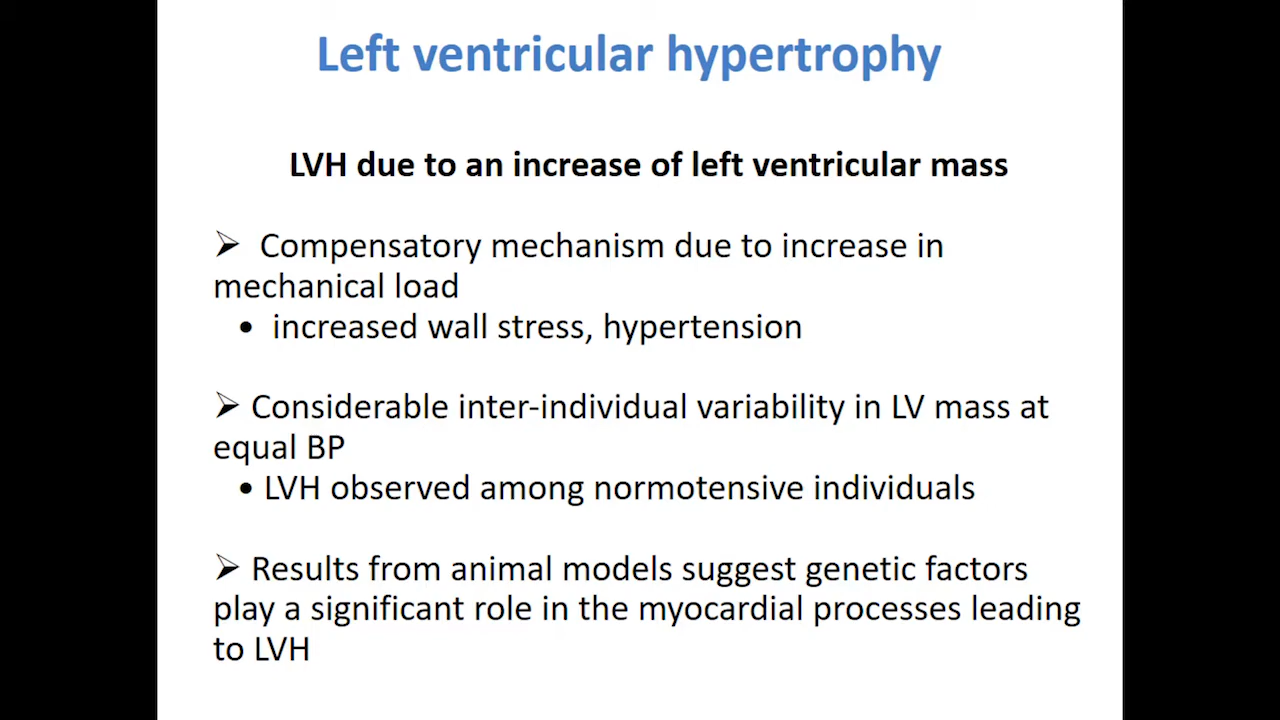 Left ventricular hypertrophy
LVH due to an increase of left ventricular mass
➢ Compensatory mechanism due to increase in
mechanical load
• increased wall stress, hypertension
➢ Considerable inter-individual variability in LV mass at
equal BP
• LVH observed among normotensive individuals
➢ Results from animal models suggest genetic factors
play a significant role in the myocardial processes leading
to LVH